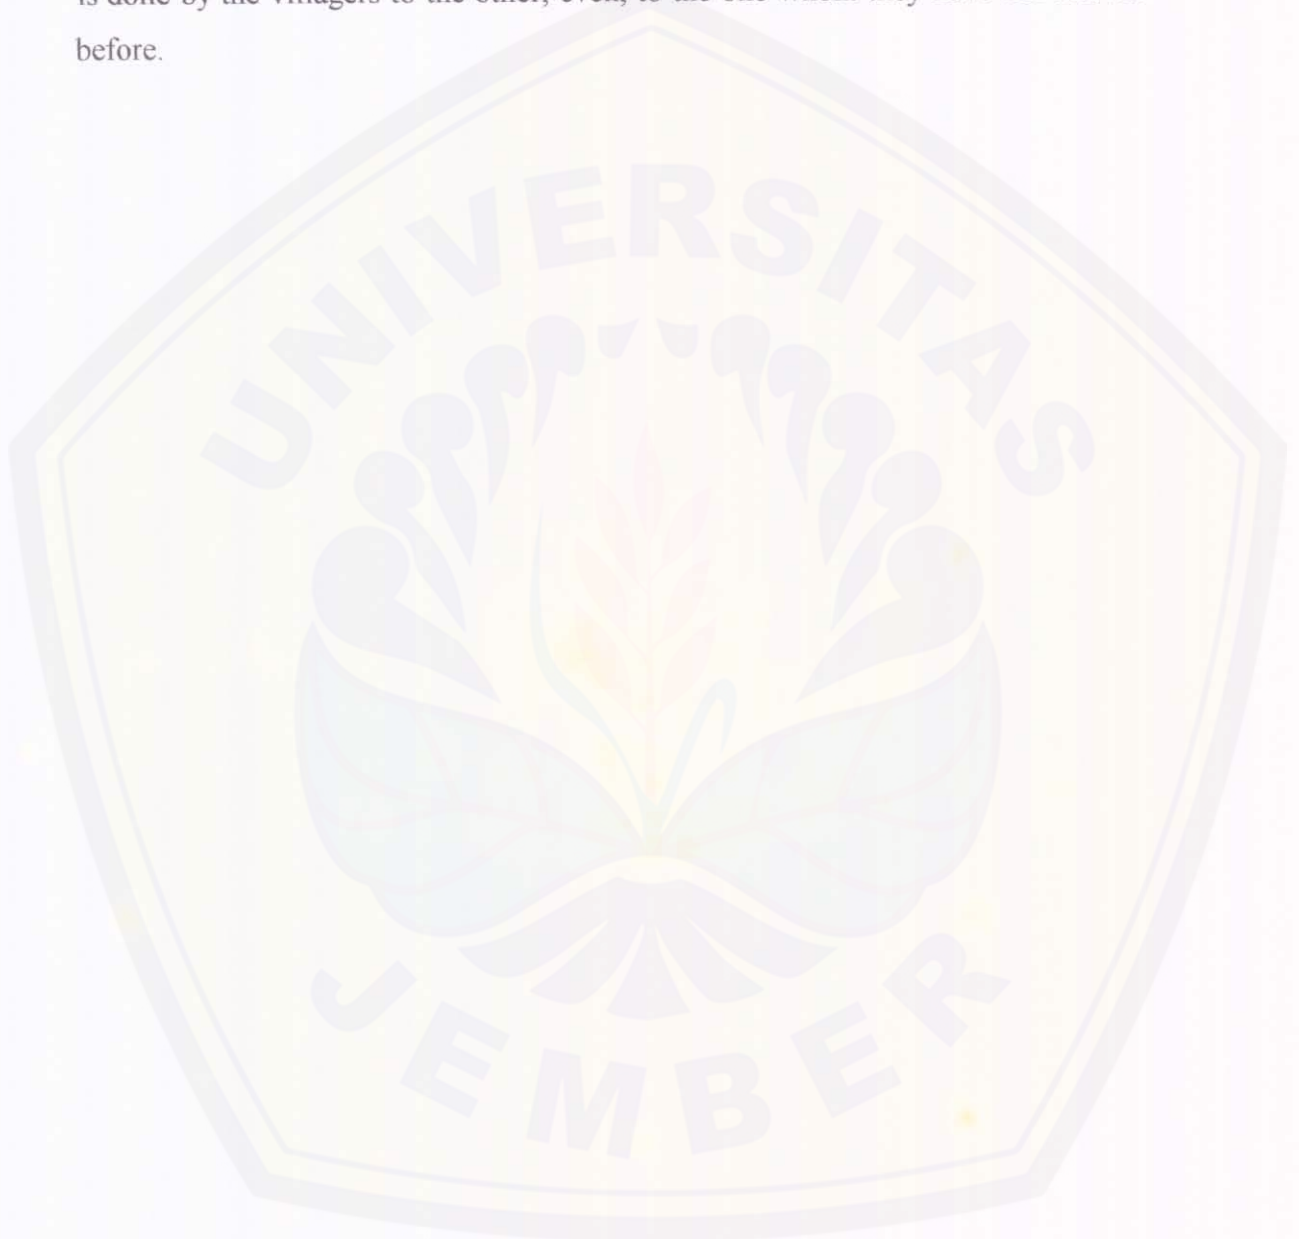 is done by the villagers to the other, even, to the one whom they
before.
UNIVERSITAS
JEMBER